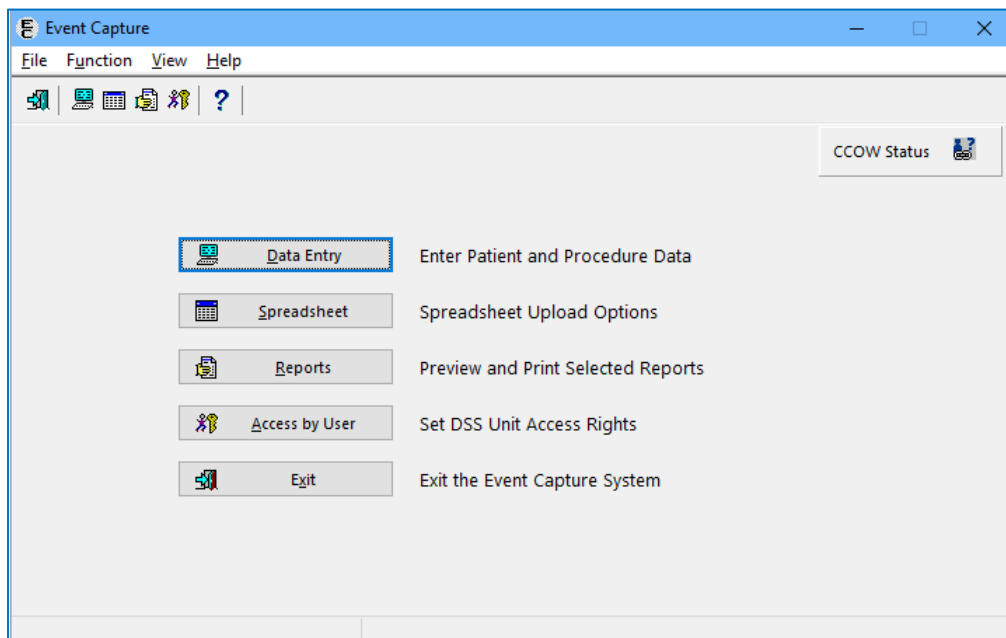 Event Capture
File Function View Help
?
CCOW Status ?
Data Entry Enter Patient and Procedure Data
Spreadsheet Spreadsheet Upload Options
Reports Preview and Print Selected Reports
Access by User Set DSS Unit Access Rights
Exit Exit the Event Capture System